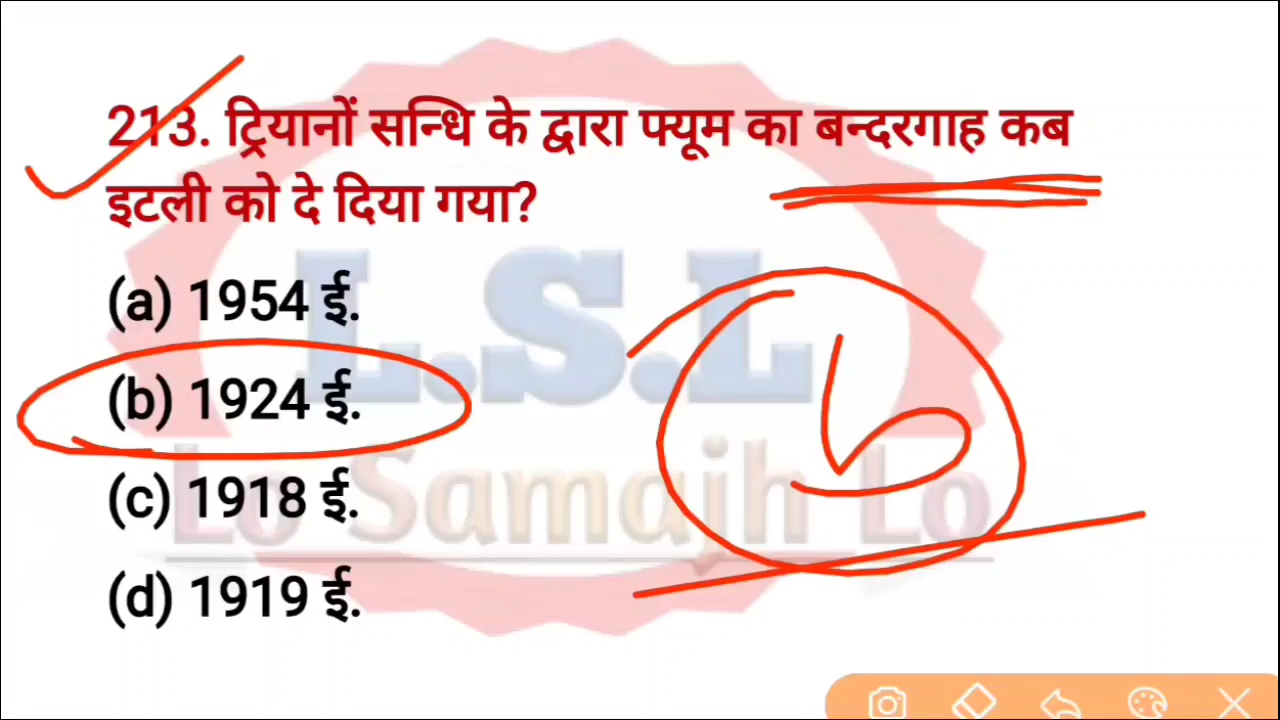 213. ट्रियानों सन्धि के द्वारा फ्यूम का बन्दरगाह कब
इटली को दे दिया गया?
(a) 1954 ई.
(b) 1924 ई.
(c) 1918 ई.
(d) 1919 ई.
L.S.L
Lo Samajh Lo
b